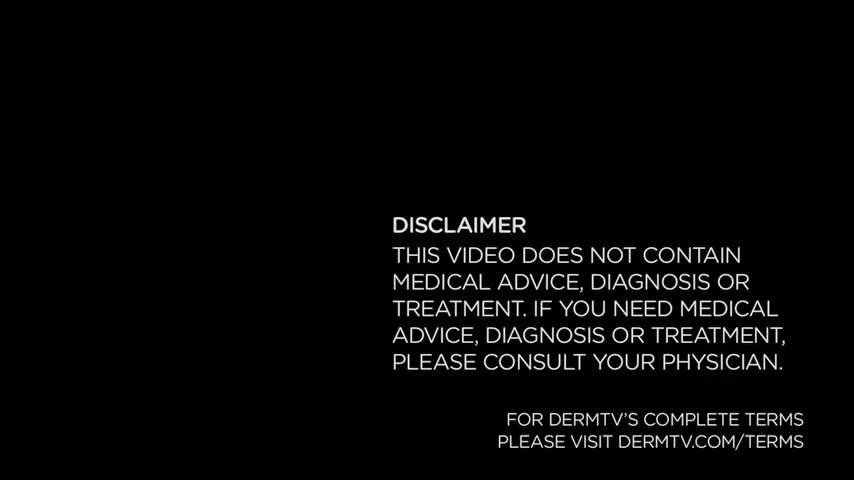 DISCLAIMER
THIS VIDEO DOES NOT CONTAIN
MEDICAL ADVICE, DIAGNOSIS OR
TREATMENT. IF YOU NEED MEDICAL
ADVICE, DIAGNOSIS OR TREATMENT,
PLEASE CONSULT YOUR PHYSICIAN.
FOR DERMTV'S COMPLETE TERMS
PLEASE VISIT DERMTV.COM/TERMS